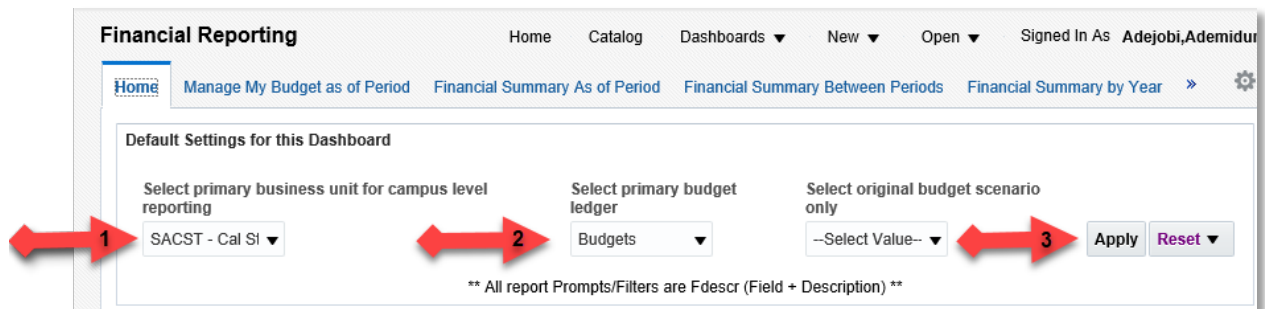 Financial Reporting Home Catalog Dashboards New Open Signed In As Adejobi,Ademidun
Home Manage My Budget as of Period Financial Summary As of Period Financial Summary Between Periods Financial Summary by Year »
Default Settings for this Dashboard
Select primary business unit for campus level
reporting
Select primary budget
ledger
Select original budget scenario
only
1 SACST - Cal St 2 Budgets --Select Value-- 3 Apply Reset
** All report Prompts/Filters are Fdescr (Field + Description) **